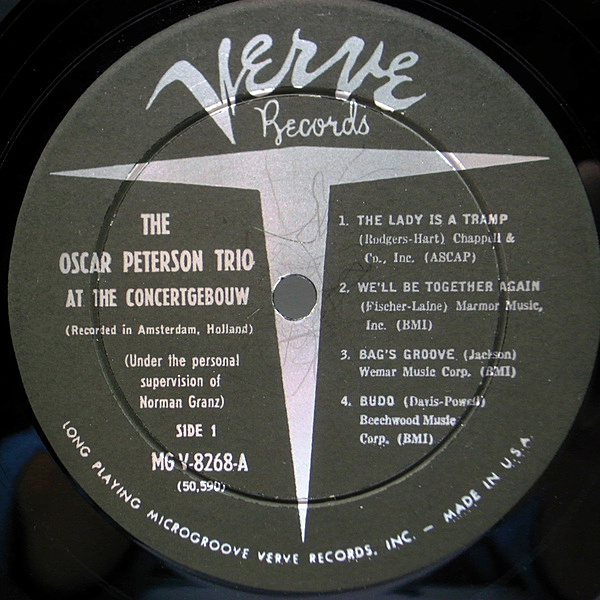 Verve
Records
THE
OSCAR PETERSON TRIO
AT THE CONCERTGEBOUW
(Recorded in Amsterdam, Holland)
(Under the personal
supervision of
Norman Granz)
SIDE 1
MG V-8268-A
(50,590)
1. THE LADY IS A TRAMP
(Rodgers-Hart) Chappell &
Co., Inc. (ASCAP)
2. WE'LL BE TOGETHER AGAIN
(Fischer-Laine) Marmor Music,
Inc. (BMI)
3. BAG'S GROOVE (Jackson)
Wemar Music Corp. (BMI)
4. BUDO (Davis-Powell)
Beechwood Music
Corp. (BMI)
LONG PLAYING MICROGROOVE VERVE RECORDS, INC. — MADE IN U.S.A.